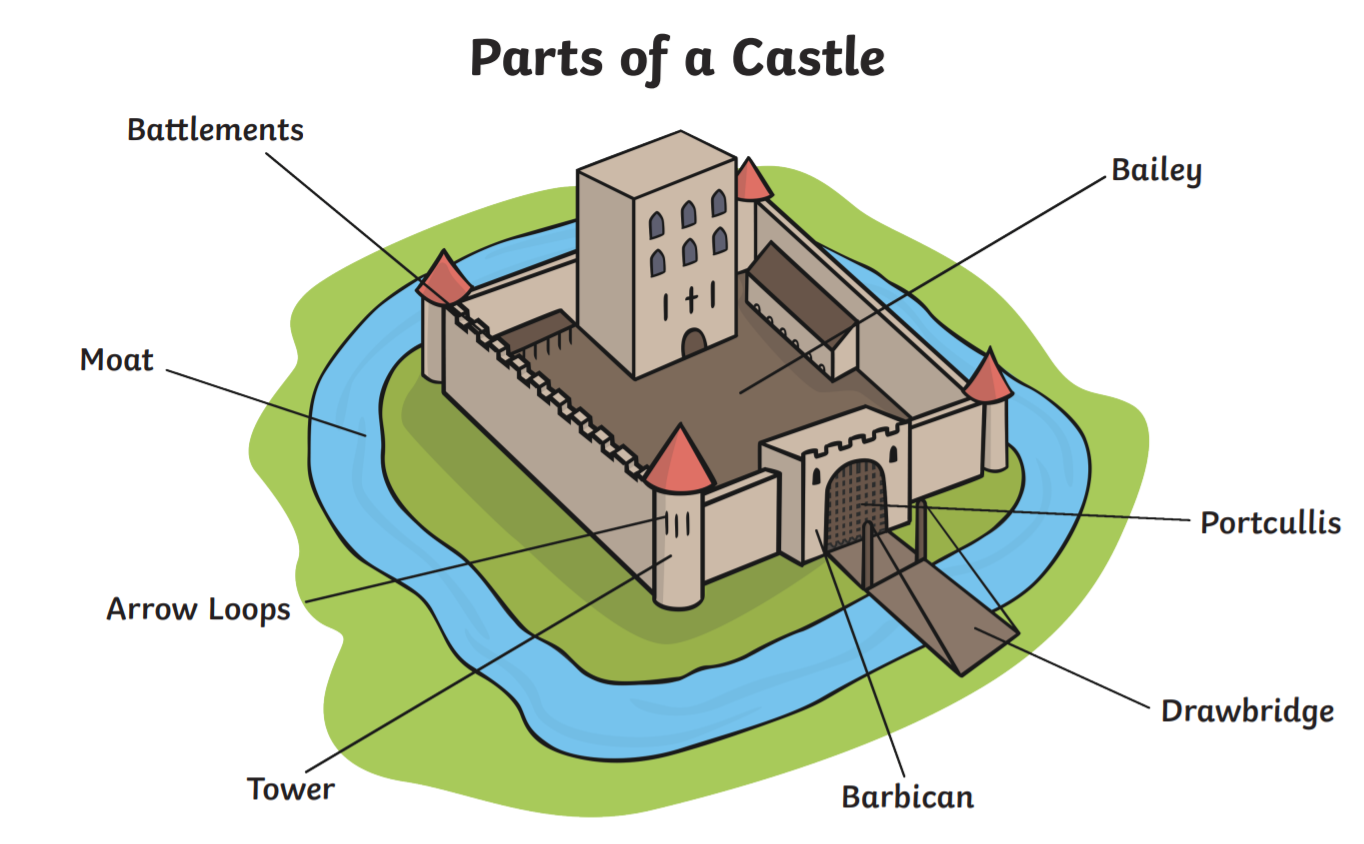 Parts of a Castle
Battlements
Bailey
Moat
Portcullis
Arrow Loops
Drawbridge
Tower
Barbican